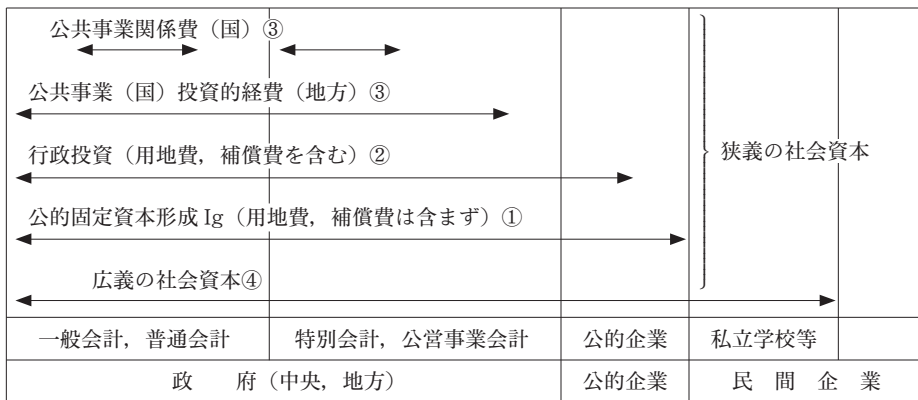 公共事業関係費（国）③
公共事業（国）投資的経費（地方）③
行政投資（用地費，補償費を含む）②
狭義の社会資本
公的固定資本形成 Ig（用地費，補償費は含まず）①
広義の社会資本④
一般会計，普通会計 特別会計，公営事業会計 公的企業 私立学校等
政 府（中央，地方） 公的企業 民 間 企 業